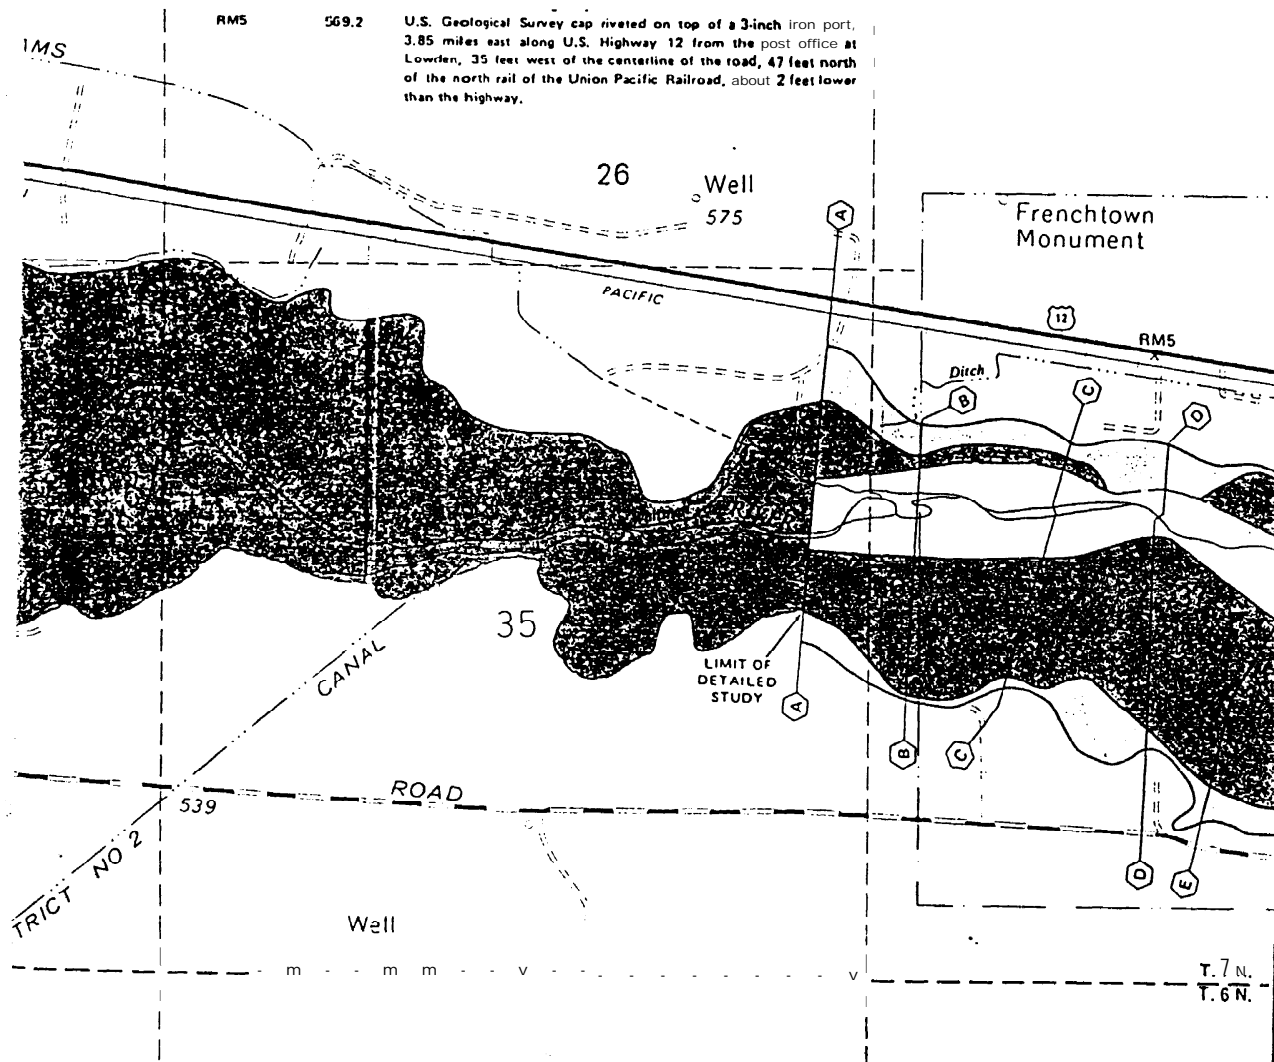 RM5 569.2 U.S. Geological Survey cap riveted on top of a 3-inch iron port,
3.85 miles east along U.S. Highway 12 from the post office at
Lowden, 35 feet west of the centerline of the road, 47 feet north
of the north rail of the Union Pacific Railroad, about 2 feet lower
than the highway.
AMS
26
Well
575
A
Frenchtown
Monument
PACIFIC
12
RM5
Ditch
B
C
D
RIVER
35
CANAL
LIMIT OF
DETAILED
STUDY
A
B
C
ROAD
539
TRICT NO 2
D
E
Well
- m - m m - v - - - - - - - - v
T. 7 N.
T. 6 N.